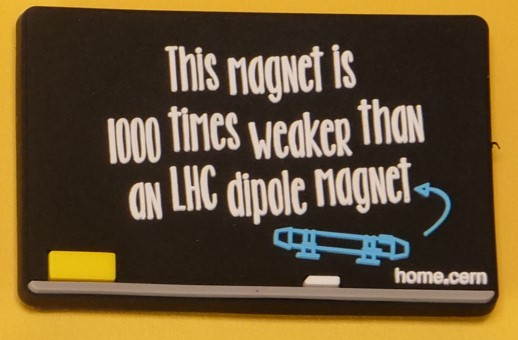 This magnet is
1000 times weaker than
an LHC dipole magnet
home.cern